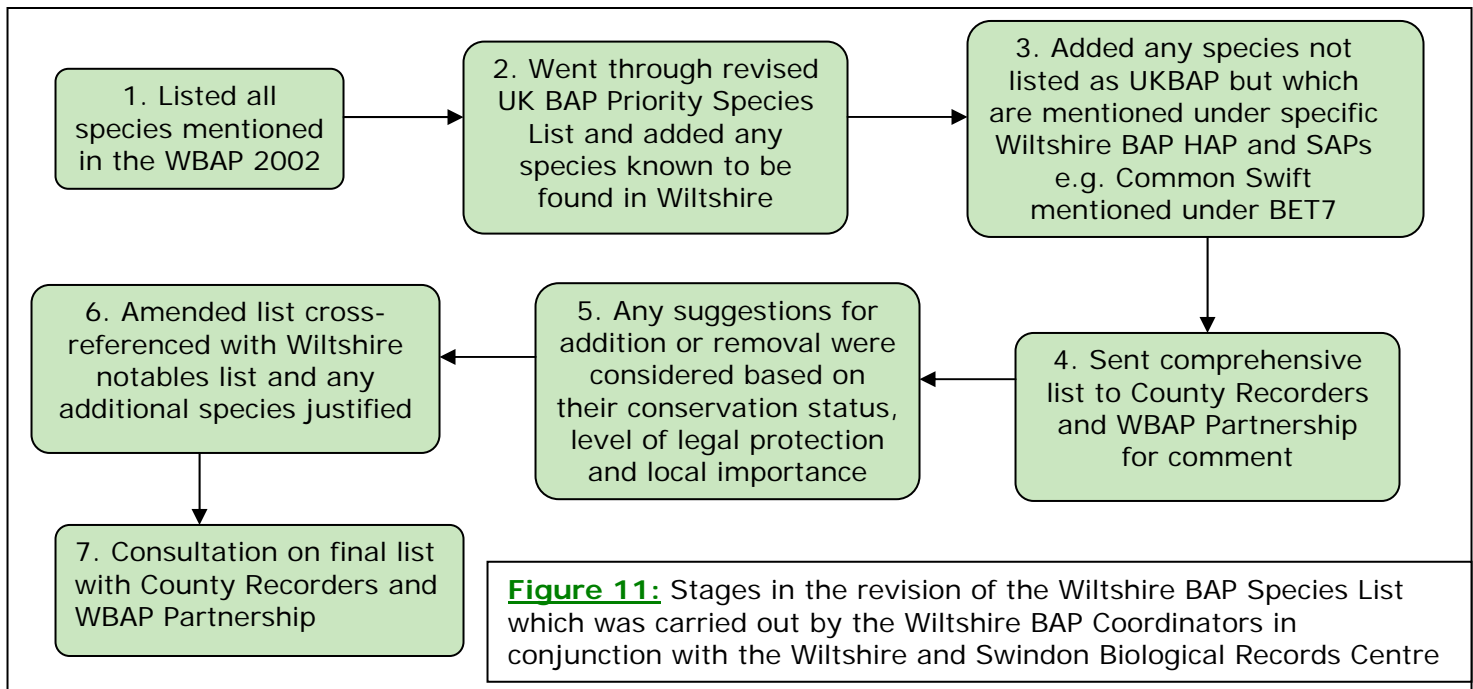 1. Listed all
species mentioned
in the WBAP 2002
2. Went through revised
UK BAP Priority Species
List and added any
species known to be
found in Wiltshire
3. Added any species not
listed as UKBAP but which
are mentioned under specific
Wiltshire BAP HAP and SAPs
e.g. Common Swift
mentioned under BET7
4. Sent comprehensive
list to County Recorders
and WBAP Partnership
for comment
5. Any suggestions for
addition or removal were
considered based on
their conservation status,
level of legal protection
and local importance
6. Amended list cross-
referenced with Wiltshire
notables list and any
additional species justified
7. Consultation on final list
with County Recorders and
WBAP Partnership
Figure 11: Stages in the revision of the Wiltshire BAP Species List
which was carried out by the Wiltshire BAP Coordinators in
conjunction with the Wiltshire and Swindon Biological Records Centre